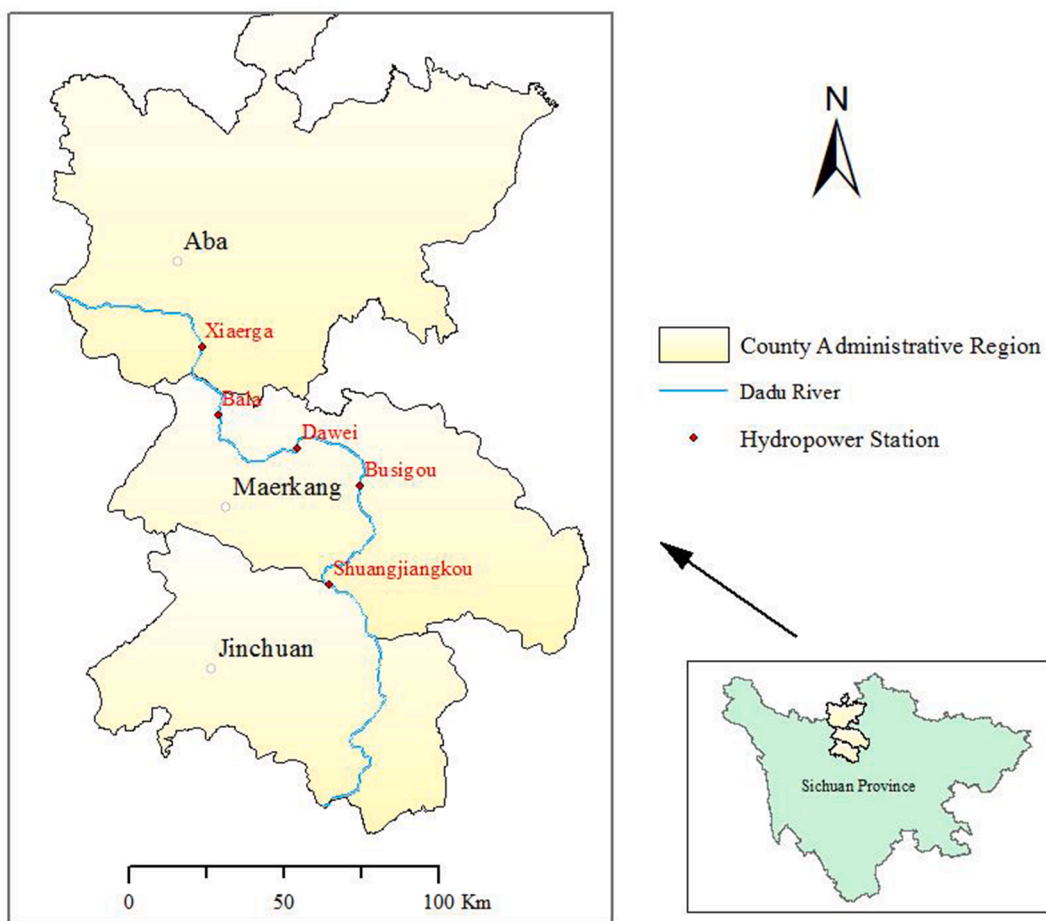 Aba
Xiaerga
Bala
Dawei
Busigou
Maerkang
Shuangjiangkou
Jinchuan
0 50 100 Km
N
County Administrative Region
Dadu River
Hydropower Station
Sichuan Province